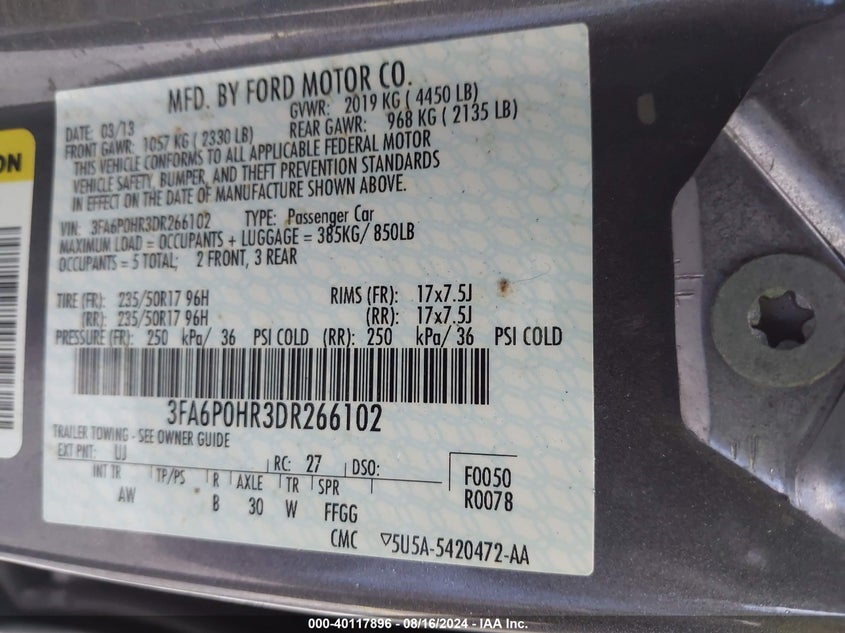 ON
MFD. BY FORD MOTOR CO.
DATE: 03/13 GVWR: 2019 KG ( 4450 LB)
FRONT GAWR: 1057 KG ( 2330 LB) REAR GAWR: 968 KG ( 2135 LB)
THIS VEHICLE CONFORMS TO ALL APPLICABLE FEDERAL MOTOR
VEHICLE SAFETY, BUMPER, AND THEFT PREVENTION STANDARDS
IN EFFECT ON THE DATE OF MANUFACTURE SHOWN ABOVE.
VIN: 3FA6P0HR3DR266102 TYPE: Passenger Car
MAXIMUM LOAD = OCCUPANTS + LUGGAGE = 385KG/ 850LB
OCCUPANTS = 5 TOTAL; 2 FRONT, 3 REAR
TIRE (FR): 235/50R17 96H RIMS (FR): 17x7.5J
(RR): 235/50R17 96H (RR): 17x7.5J
PRESSURE (FR): 250 kPa/ 36 PSI COLD (RR): 250 kPa/ 36 PSI COLD
3FA6P0HR3DR266102
TRAILER TOWING - SEE OWNER GUIDE
EXT PNT: UJ RC: 27 DSO: F0050
INT TR TP/PS R AXLE TR SPR R0078
AW B 30 W FFGG
CMC ▽5U5A-5420472-AA
000-40117896 - 08/16/2024 - IAA Inc.